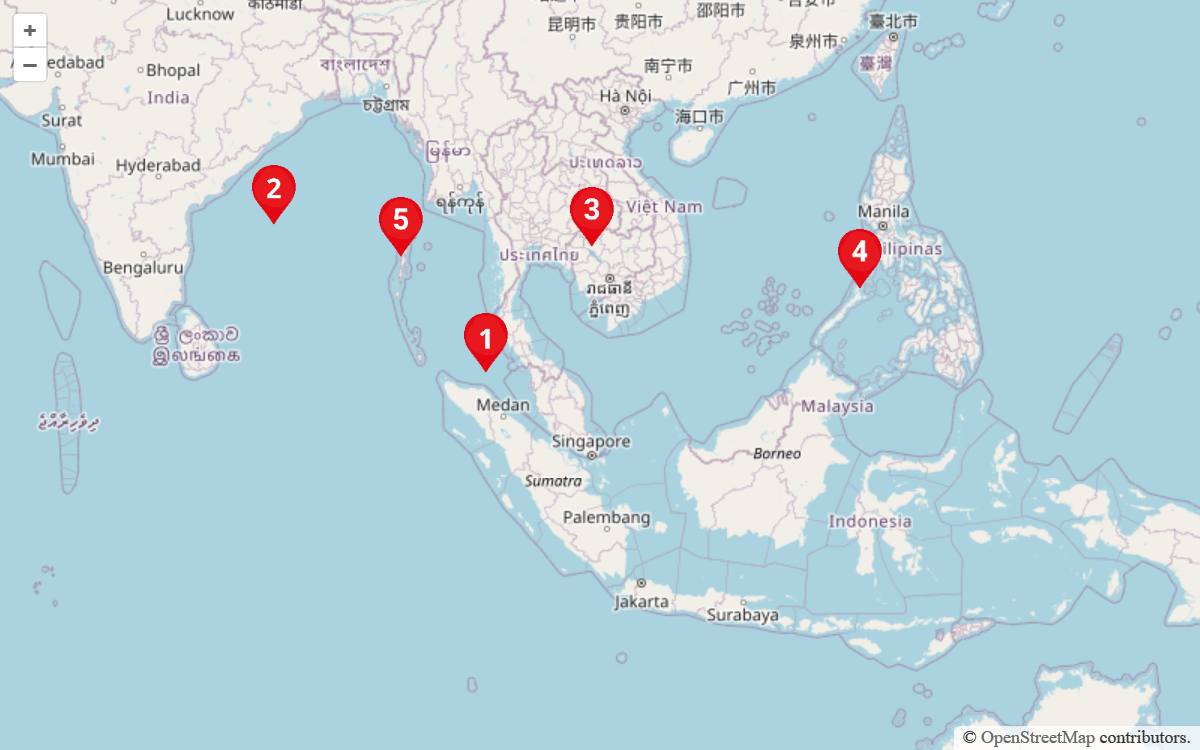 +
−
Lucknow
काठमाडौँ
昆明市
贵阳市
邵阳市
臺北市
泉州市
臺灣
Bhopal
India
বাংলাদেশ
চট্টগ্রাম
南宁市
广州市
Hà Nội
海口市
Surat
Mumbai
Hyderabad
မြန်မာ
ရန်ကုန်
ປະເທດລາວ
Việt Nam
Manila
Pilipinas
2
5
3
4
ประเทศไทย
Bengaluru
រាជធានី
ភ្នំពេញ
1
ශ්‍රී ලංකාව
இலங்கை
ދިވެހިރާއްޖެ
Medan
Malaysia
Singapore
Borneo
Sumatra
Palembang
Indonesia
Jakarta
Surabaya
© OpenStreetMap contributors.